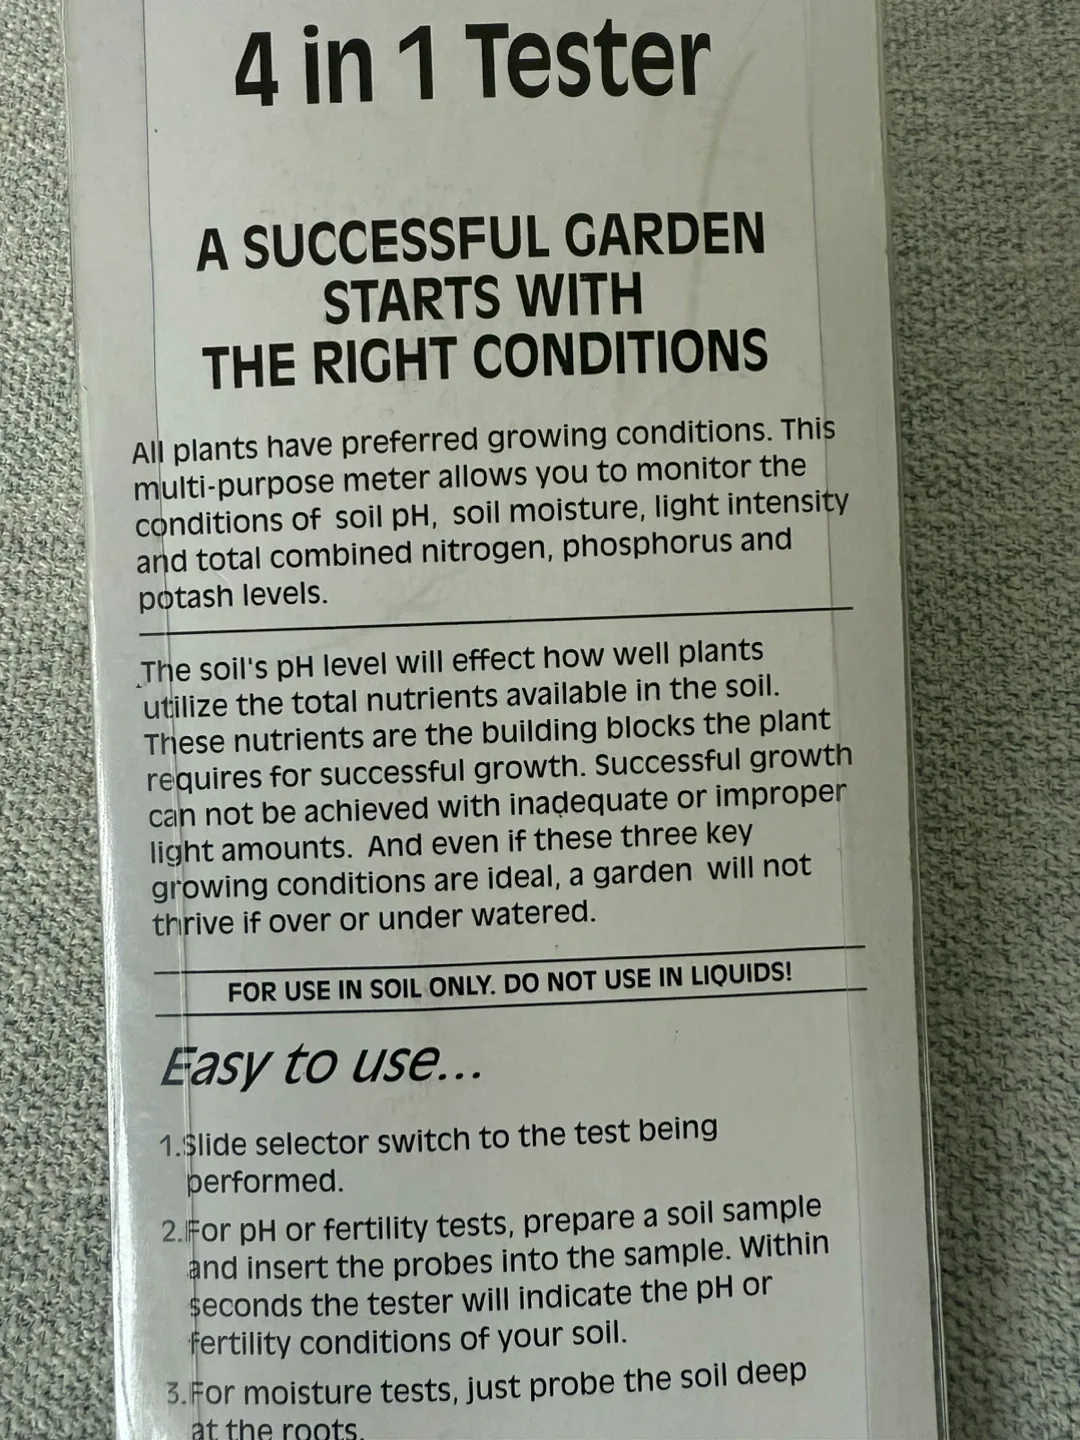 4 in 1 Tester
A SUCCESSFUL GARDEN
STARTS WITH
THE RIGHT CONDITIONS
All plants have preferred growing conditions. This
multi-purpose meter allows you to monitor the
conditions of soil pH, soil moisture, light intensity
and total combined nitrogen, phosphorus and
potash levels.
The soil's pH level will effect how well plants
utilize the total nutrients available in the soil.
These nutrients are the building blocks the plant
requires for successful growth. Successful growth
can not be achieved with inadequate or improper
light amounts. And even if these three key
growing conditions are ideal, a garden will not
thrive if over or under watered.
FOR USE IN SOIL ONLY. DO NOT USE IN LIQUIDS!
Easy to use...
1.Slide selector switch to the test being
performed.
2.For pH or fertility tests, prepare a soil sample
and insert the probes into the sample. Within
seconds the tester will indicate the pH or
fertility conditions of your soil.
3.For moisture tests, just probe the soil deep
at the roots.